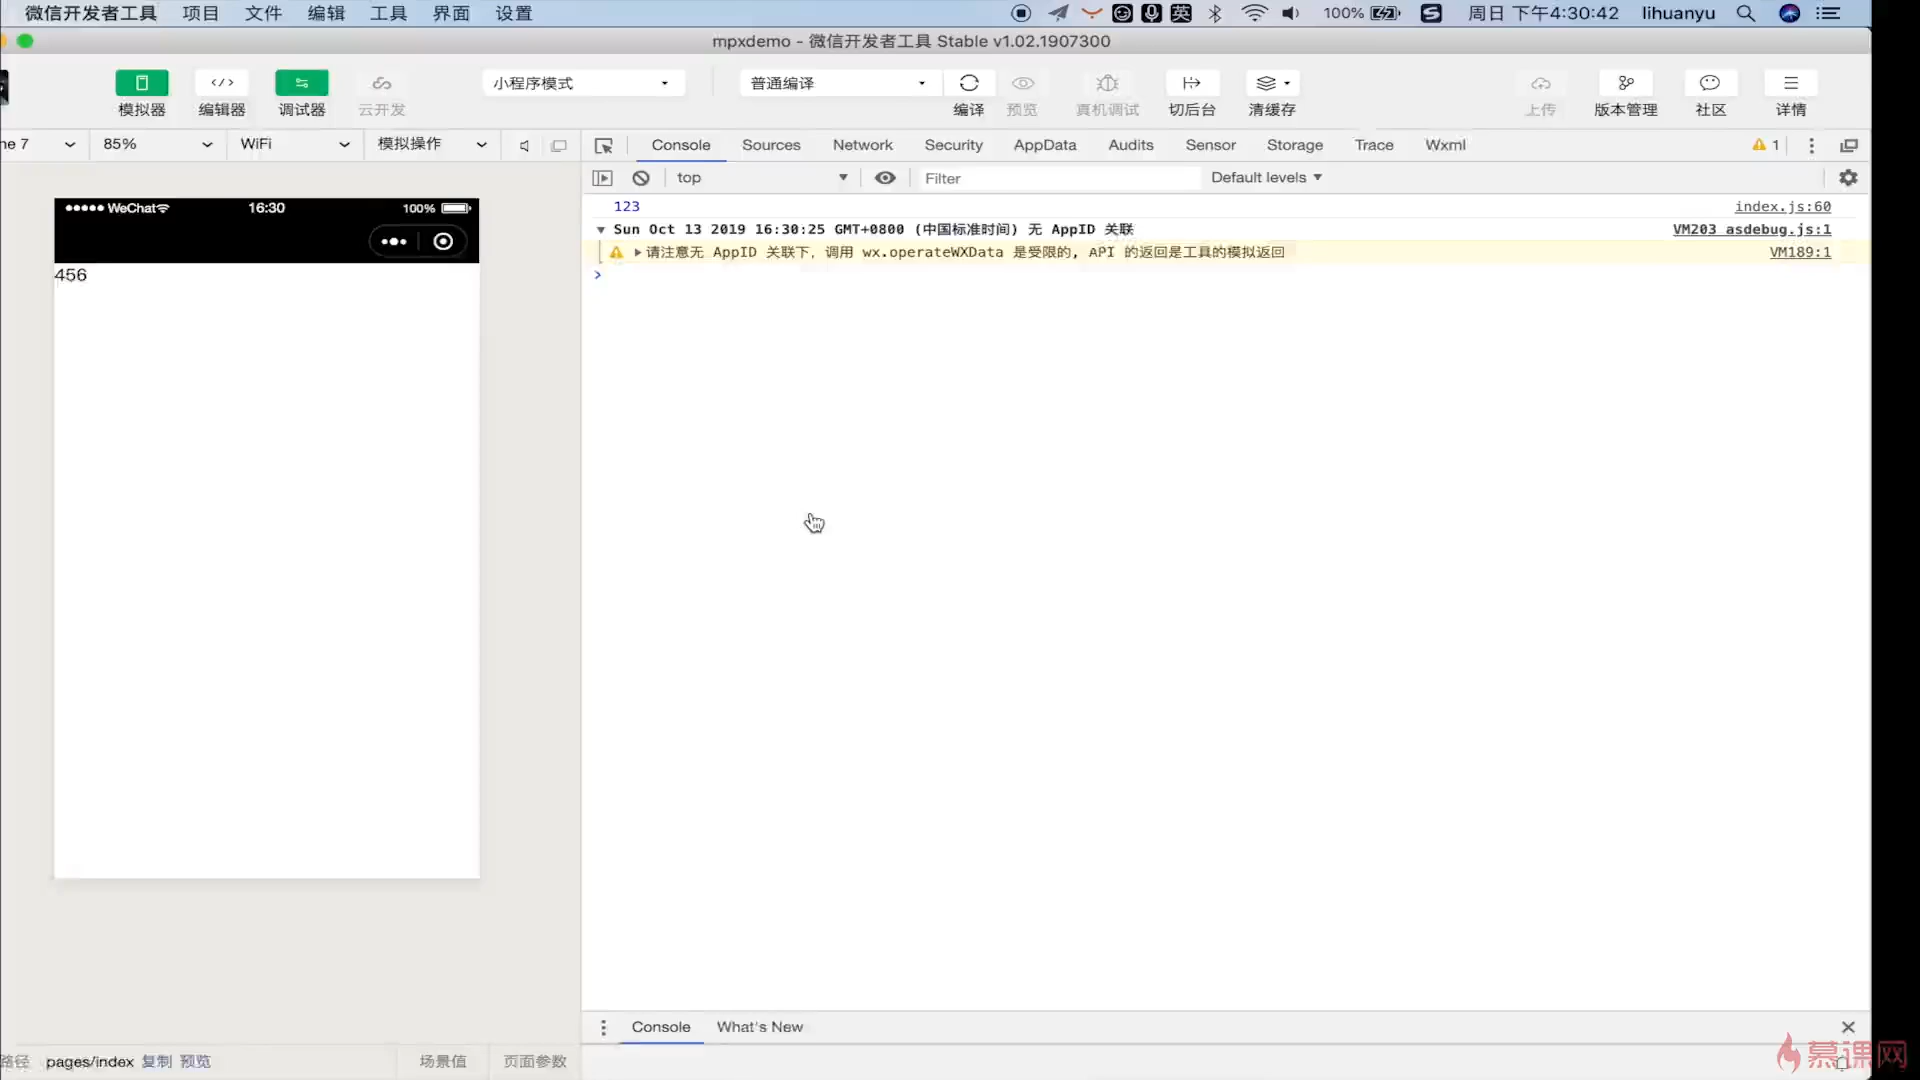 微信开发者工具 项目 文件 编辑 工具 界面 设置 英 100% 周日 下午4:30:42 lihuanyu
mpxdemo - 微信开发者工具 Stable v1.02.1907300
小程序模式 普通编译
模拟器 编辑器 调试器 云开发 编译 预览 真机调试 切后台 清缓存 上传 版本管理 社区 详情
ne 7 85% WiFi 模拟操作 Console Sources Network Security AppData Audits Sensor Storage Trace Wxml 1
top Filter Default levels
123 index.js:60
Sun Oct 13 2019 16:30:25 GMT+0800 (中国标准时间) 无 AppID 关联 VM203 asdebug.js:1
请注意无 AppID 关联下, 调用 wx.operateWXData 是受限的, API 的返回是工具的模拟返回 VM189:1
>
WeChat 16:30 100%
456
Console What's New
路径 pages/index 复制 预览 场景值 页面参数
慕课网